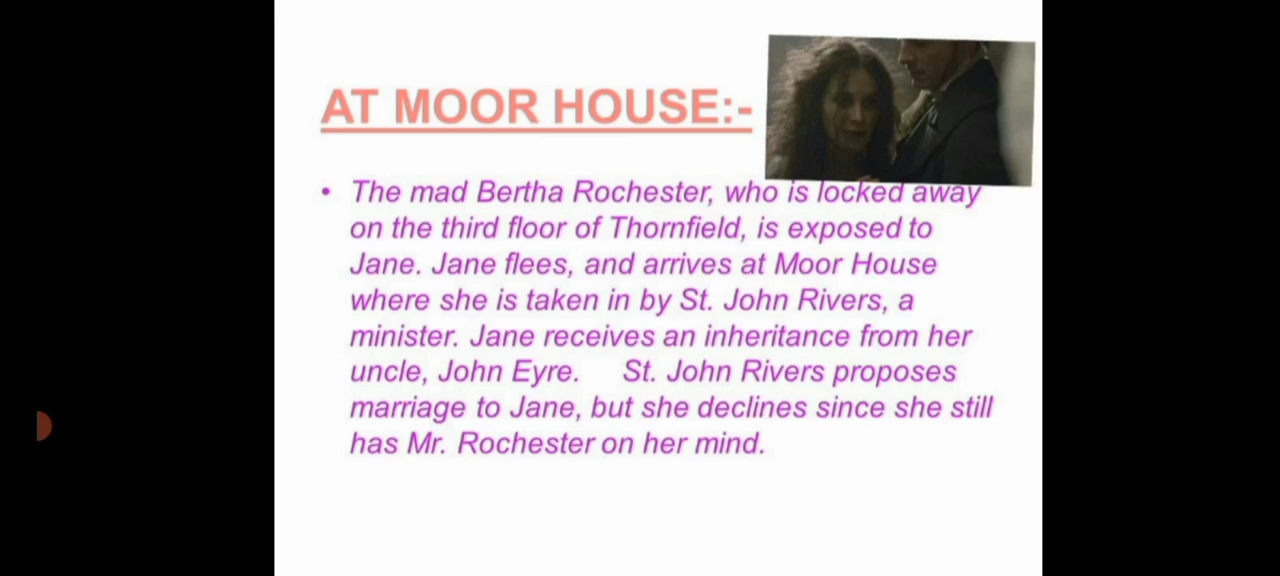 AT MOOR HOUSE:-
• The mad Bertha Rochester, who is locked away
on the third floor of Thornfield, is exposed to
Jane. Jane flees, and arrives at Moor House
where she is taken in by St. John Rivers, a
minister. Jane receives an inheritance from her
uncle, John Eyre. St. John Rivers proposes
marriage to Jane, but she declines since she still
has Mr. Rochester on her mind.